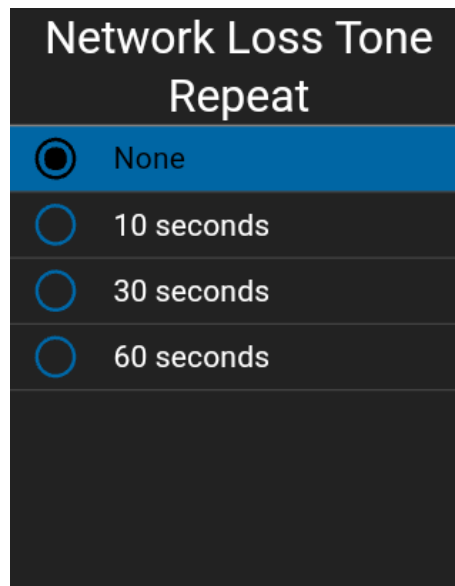 Network Loss Tone
Repeat
None
10 seconds
30 seconds
60 seconds